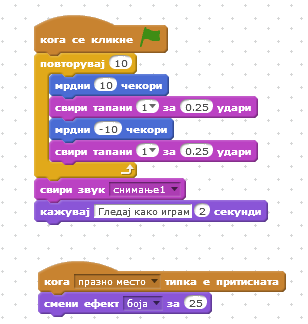 кога се кликне
повторувај 10
мрдни 10 чекори
свири тапани 1 за 0.25 удари
мрдни -10 чекори
свири тапани 1 за 0.25 удари
свири звук снимање1
кажувај Гледај како играм 2 секунди
кога празно место типка е притисната
смени ефект боја за 25